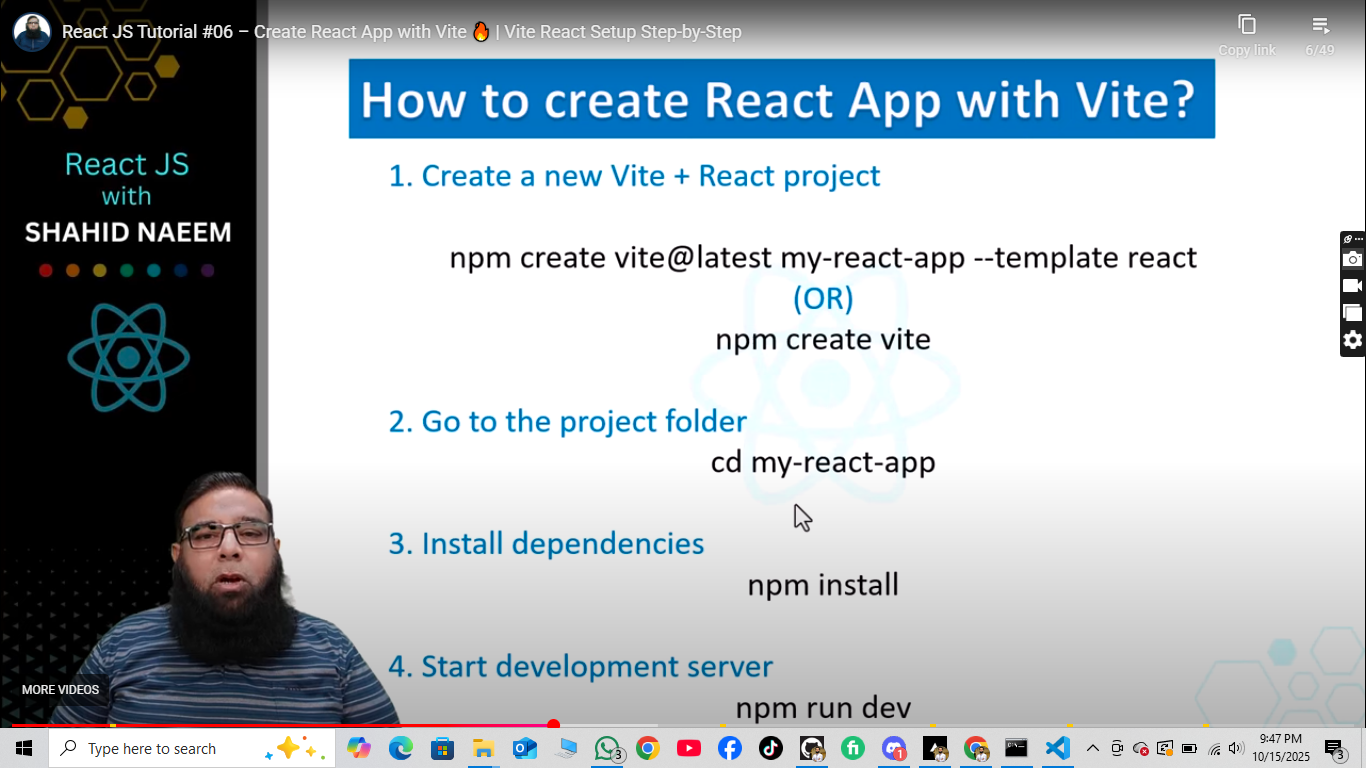 React JS Tutorial #06 – Create React App with Vite 🔥 | Vite React Setup Step-by-Step
Copy link
6/49
How to create React App with Vite?
React JS
with
SHAHID NAEEM
1. Create a new Vite + React project
npm create vite@latest my-react-app --template react
(OR)
npm create vite
2. Go to the project folder
cd my-react-app
3. Install dependencies
npm install
4. Start development server
npm run dev
MORE VIDEOS
Type here to search
3
1
9:47 PM
10/15/2025
3